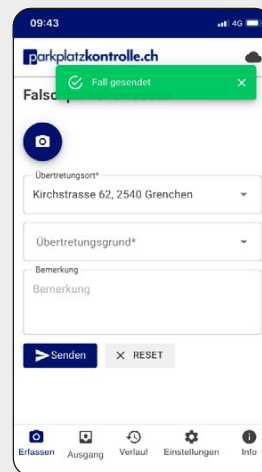 09:43
4G
parkplatzkontrolle.ch
Fall gesendet
Falsch
Übertretungsort*
Kirchstrasse 62, 2540 Grenchen
Übertretungsgrund*
Bemerkung
Bemerkung
Senden
RESET
Erfassen
Ausgang
Verlauf
Einstellungen
Info